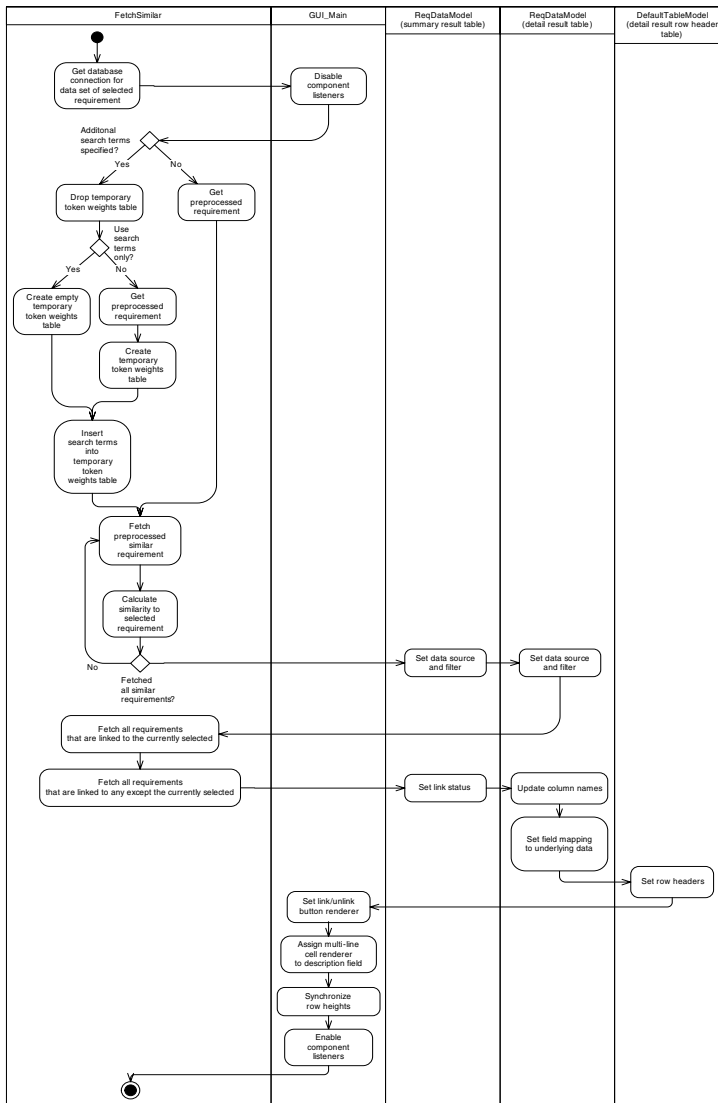 FetchSimilar
GUI_Main
ReqDataModel
(summary result table)
ReqDataModel
(detail result table)
DefaultTableModel
(detail result row header
table)
Get database
connection for
data set of selected
requirement
Disable
component
listeners
Additonal
search terms
specified?
Yes
No
Drop temporary
token weights table
Get
preprocessed
requirement
Use
search
terms
only?
Yes
No
Create empty
temporary
token weights
table
Get
preprocessed
requirement
Create
temporary
token weights
table
Insert
search terms
into
temporary
token
weights table
Fetch
preprocessed
similar
requirement
Calculate
similarity to
selected
requirement
No
Fetched
all similar
requirements?
Set data source
and filter
Set data source
and filter
Fetch all requirements
that are linked to the currently selected
Fetch all requirements
that are linked to any except the currently selected
Set link status
Update column names
Set field mapping
to underlying data
Set row headers
Set link/unlink
button renderer
Assign multi-line
cell renderer
to description field
Synchronize
row heights
Enable
component
listeners